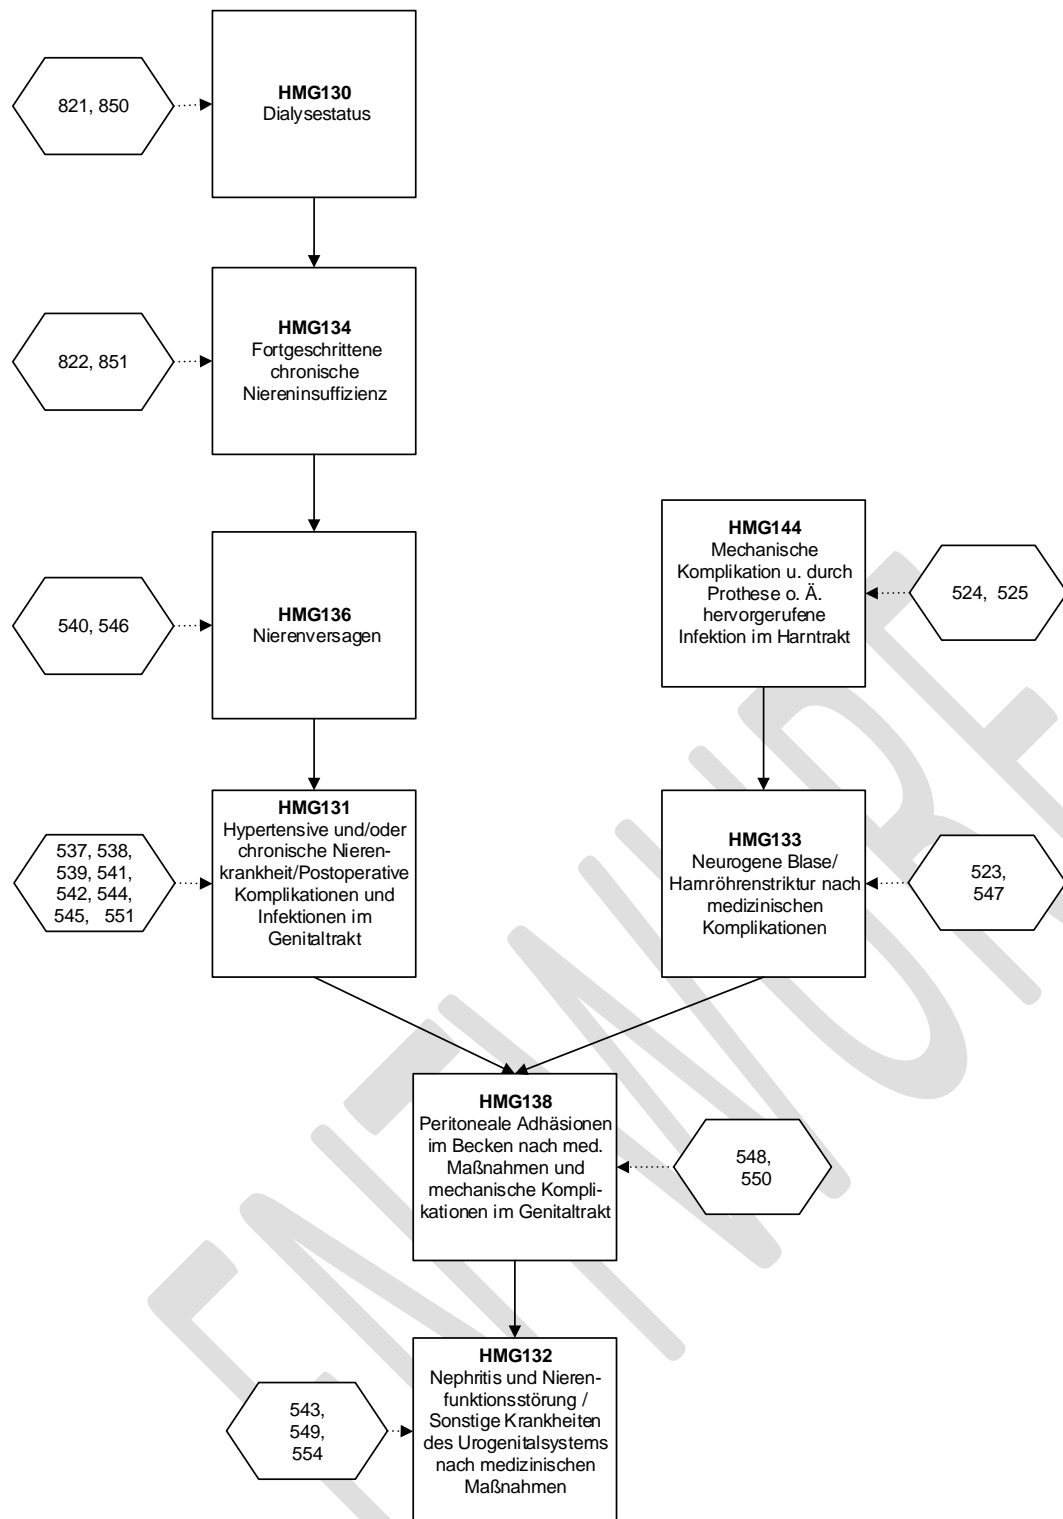 HMG130
Dialysestatus
821, 850
HMG134
Fortgeschrittene
chronische
Niereninsuffizienz
822, 851
HMG136
Nierenversagen
540, 546
HMG144
Mechanische
Komplikation u. durch
Prothese o. Ä.
hervorgerufene
Infektion im Harntrakt
524, 525
HMG131
Hypertensive und/oder
chronische Nieren-
krankheit/Postoperative
Komplikationen und
Infektionen im
Genitaltrakt
537, 538,
539, 541,
542, 544,
545, 551
HMG133
Neurogene Blase/
Harnröhrenstriktur nach
medizinischen
Komplikationen
523,
547
HMG138
Peritoneale Adhäsionen
im Becken nach med.
Maßnahmen und
mechanische Kompli-
kationen im Genitaltrakt
548,
550
HMG132
Nephritis und Nieren-
funktionsstörung /
Sonstige Krankheiten
des Urogenitalsystems
nach medizinischen
Maßnahmen
543,
549,
554